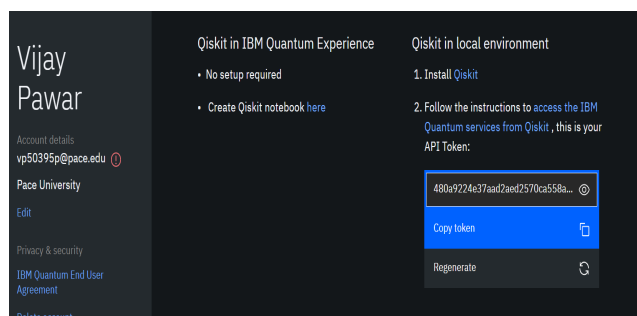 Vijay
Pawar
Account details
vp50395p@pace.edu
Pace University
Edit
Privacy & security
IBM Quantum End User
Agreement
Delete account
Qiskit in IBM Quantum Experience
• No setup required
• Create Qiskit notebook here
Qiskit in local environment
1. Install Qiskit
2. Follow the instructions to access the IBM
Quantum services from Qiskit , this is your
API Token:
480a9224e37aad2aed2570ca558a...
Copy token
Regenerate